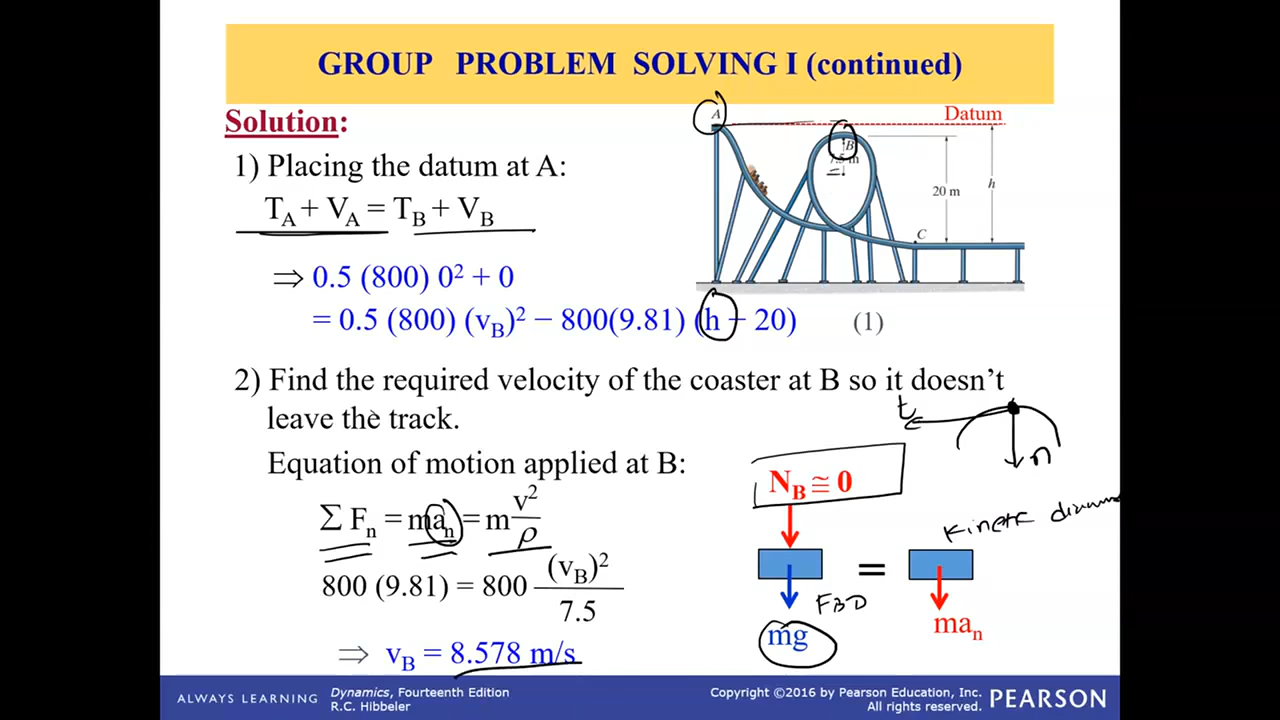 GROUP PROBLEM SOLVING I (continued)
Solution:
A
B
7.5 m
Datum
20 m
h
C
1) Placing the datum at A:
T_A + V_A = T_B + V_B
⇒ 0.5 (800) 0² + 0
= 0.5 (800) (v_B)² − 800(9.81) (h − 20) (1)
2) Find the required velocity of the coaster at B so it doesn’t
leave the track.
t
n
Equation of motion applied at B:
N_B ≅ 0
Σ F_n = ma_n = m v²/ρ
Kinetic
800 (9.81) = 800 (v_B)²/7.5
=
FBD
mg
ma_n
⇒ v_B = 8.578 m/s
ALWAYS LEARNING
Dynamics, Fourteenth Edition
R.C. Hibbeler
Copyright ©2016 by Pearson Education, Inc.
All rights reserved.
PEARSON